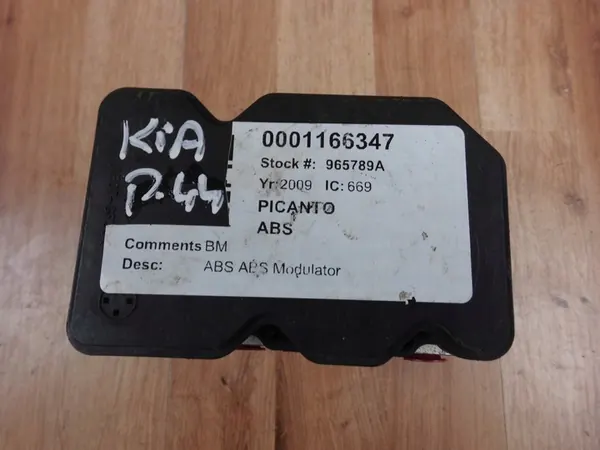 KiA
P.44
0001166347
Stock #: 965789A
Yr:2009 IC:669
PICANTO
ABS
Comments BM
Desc: ABS ABS Modulator